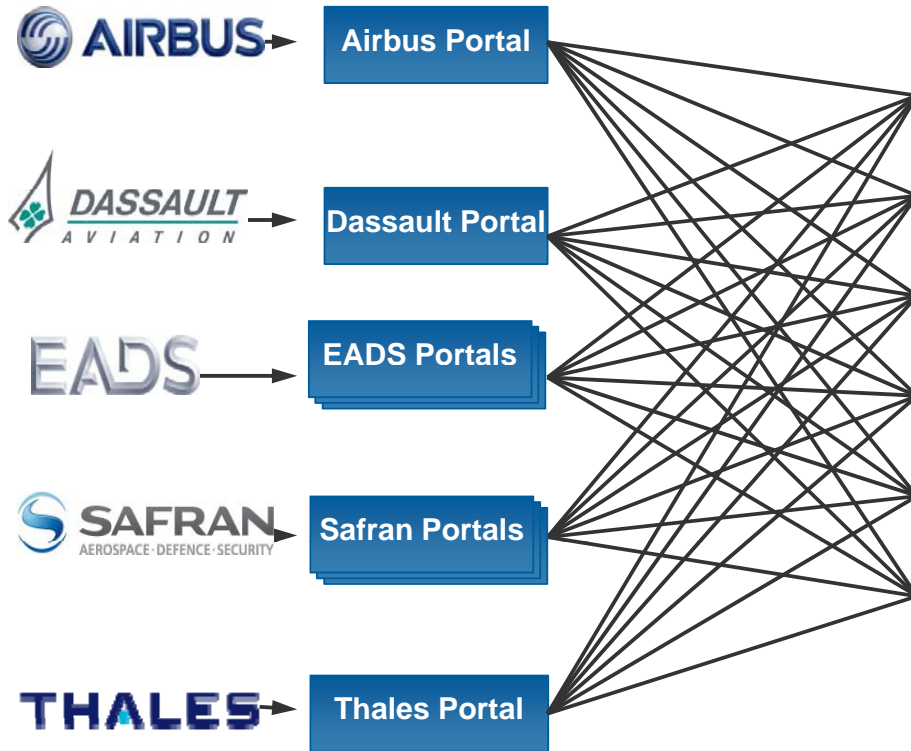 AIRBUS
Airbus Portal
DASSAULT
AVIATION
Dassault Portal
EADS
EADS Portals
SAFRAN
AEROSPACE·DEFENCE·SECURITY
Safran Portals
THALES
Thales Portal